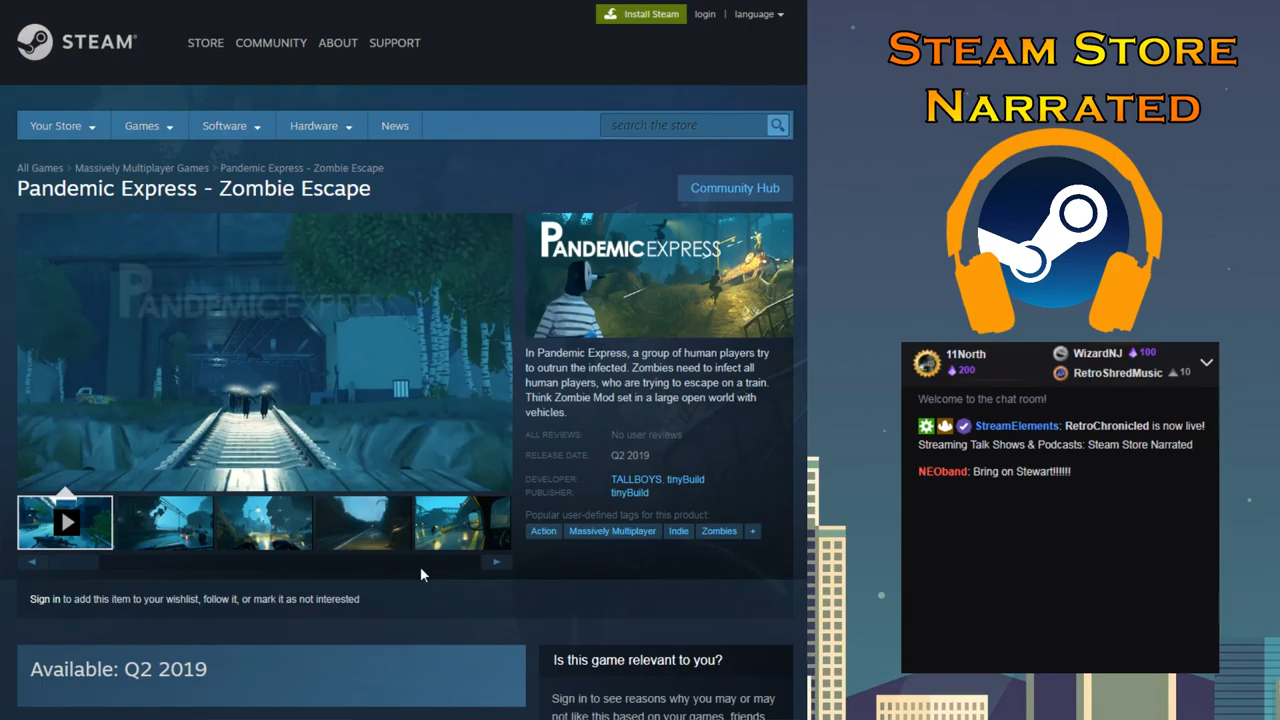 Install Steam login | language
STEAM®
STORE COMMUNITY ABOUT SUPPORT
Your Store Games Software Hardware News search the store
All Games > Massively Multiplayer Games > Pandemic Express - Zombie Escape
Pandemic Express - Zombie Escape
Community Hub
PANDEMICEXPRESS
PANDEMICEXPRESS
In Pandemic Express, a group of human players try
to outrun the infected. Zombies need to infect all
human players, who are trying to escape on a train.
Think Zombie Mod set in a large open world with
vehicles.
ALL REVIEWS: No user reviews
RELEASE DATE: Q2 2019
DEVELOPER: TALLBOYS, tinyBuild
PUBLISHER: tinyBuild
Popular user-defined tags for this product:
Action Massively Multiplayer Indie Zombies +
Sign in to add this item to your wishlist, follow it, or mark it as not interested
Available: Q2 2019
Is this game relevant to you?
Sign in to see reasons why you may or may
not like this based on your games, friends,
STEAM STORE
NARRATED
11North
200
WizardNJ 100
RetroShredMusic 10
Welcome to the chat room!
StreamElements: RetroChronicled is now live!
Streaming Talk Shows & Podcasts: Steam Store Narrated
NEOband: Bring on Stewart!!!!!!